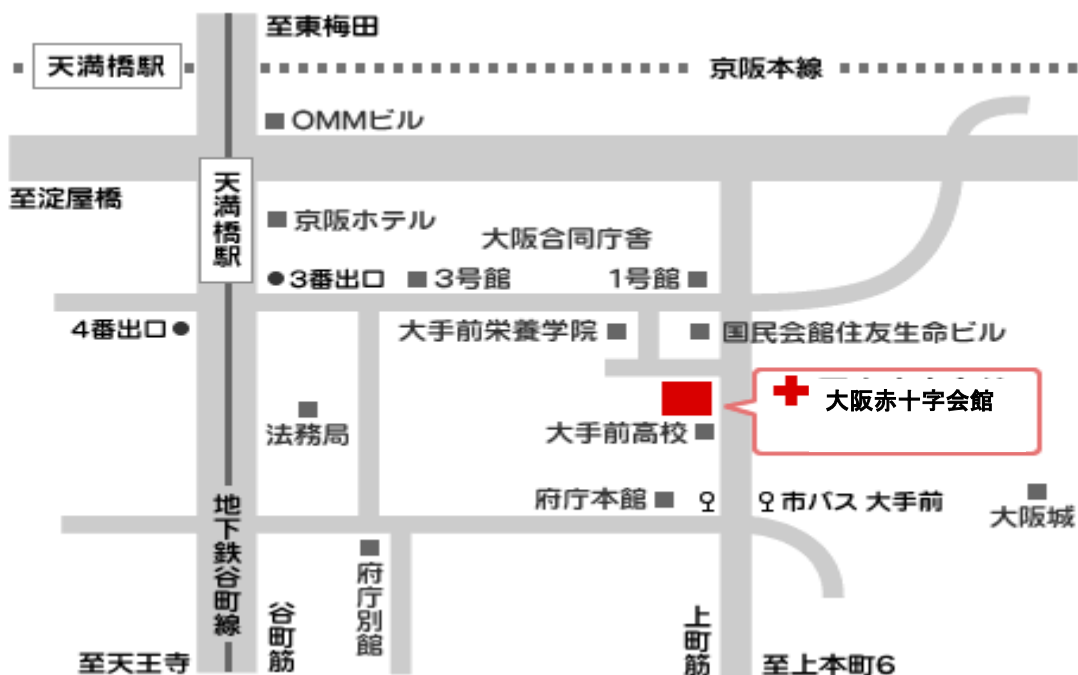 至東梅田
天満橋駅
京阪本線
OMMビル
至淀屋橋
天満橋駅
京阪ホテル
大阪合同庁舎
3番出口
3号館
1号館
4番出口
大手前栄養学院
国民会館住友生命ビル
大阪赤十字会館
法務局
大手前高校
府庁本館
市バス 大手前
大阪城
地下鉄谷町線
府庁別館
谷町筋
上町筋
至天王寺
至上本町6